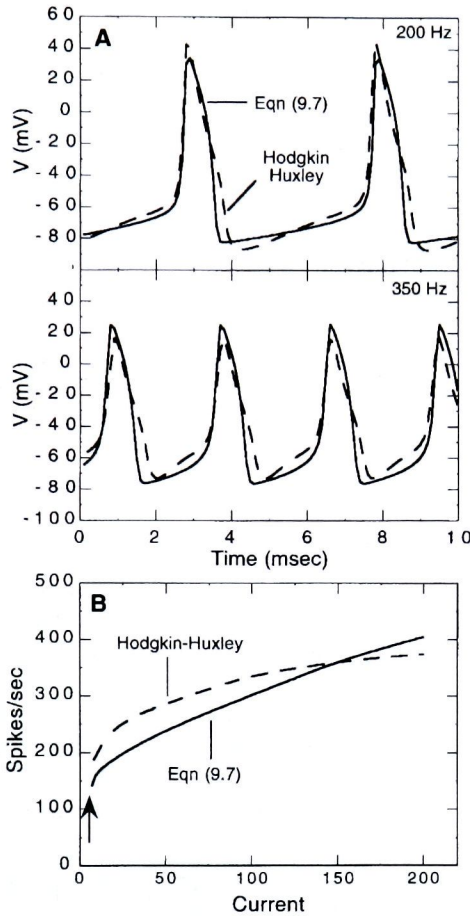 A
200 Hz
60
40
20
0
-20
-40
-60
-80
V (mV)
Eqn (9.7)
Hodgkin
Huxley
350 Hz
40
20
0
-20
-40
-60
-80
-100
V (mV)
0 2 4 6 8 10
Time (msec)
B
500
400
300
200
100
0
Spikes/sec
Hodgkin-Huxley
Eqn (9.7)
0 50 100 150 200
Current